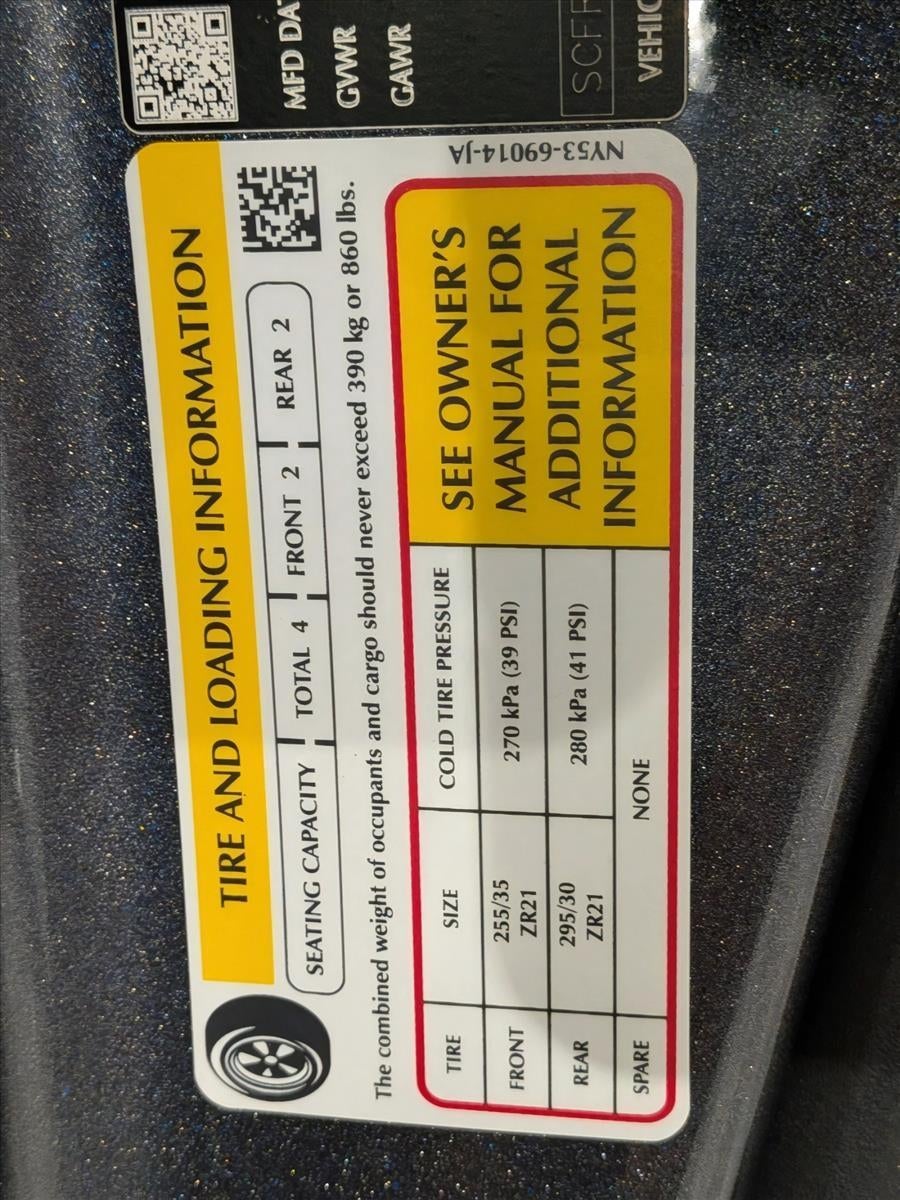 MFD DA
GVWR
GAWR
SCFR
VEHIC
TIRE AND LOADING INFORMATION
SEATING CAPACITY TOTAL 4 FRONT 2 REAR 2
The combined weight of occupants and cargo should never exceed 390 kg or 860 lbs.
TIRE SIZE COLD TIRE PRESSURE
FRONT 255/35 ZR21 270 kPa (39 PSI)
REAR 295/30 ZR21 280 kPa (41 PSI)
SPARE NONE
SEE OWNER'S
MANUAL FOR
ADDITIONAL
INFORMATION
NY53-69014-JA